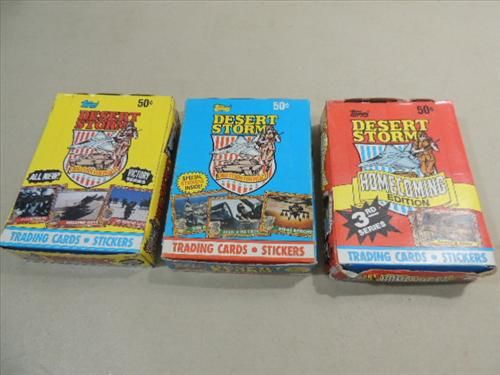 Topps
50¢
DESERT
STORM
ALL NEW!
VICTORY
SERIES
TRADING CARDS • STICKERS
Topps
50¢
DESERT
STORM
SPECIAL
INSIDE!
TRADING CARDS • STICKERS
Topps
50¢
DESERT
STORM
HOMECOMING
EDITION
3RD
SERIES
TRADING CARDS • STICKERS